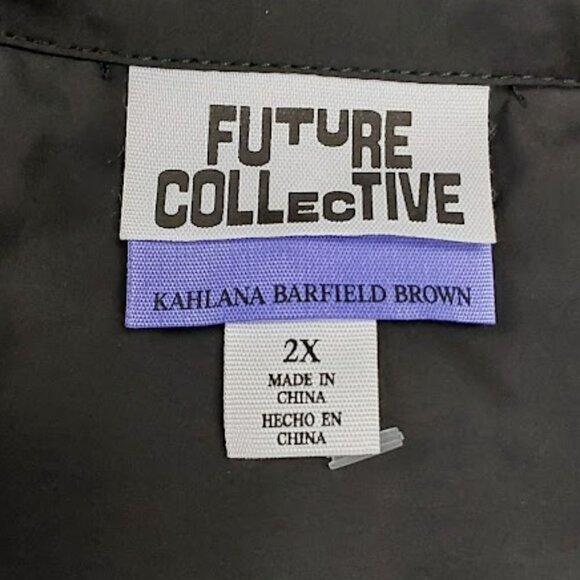 FUTURE
COLLECTIVE
KAHLANA BARFIELD BROWN
2X
MADE IN
CHINA
HECHO EN
CHINA